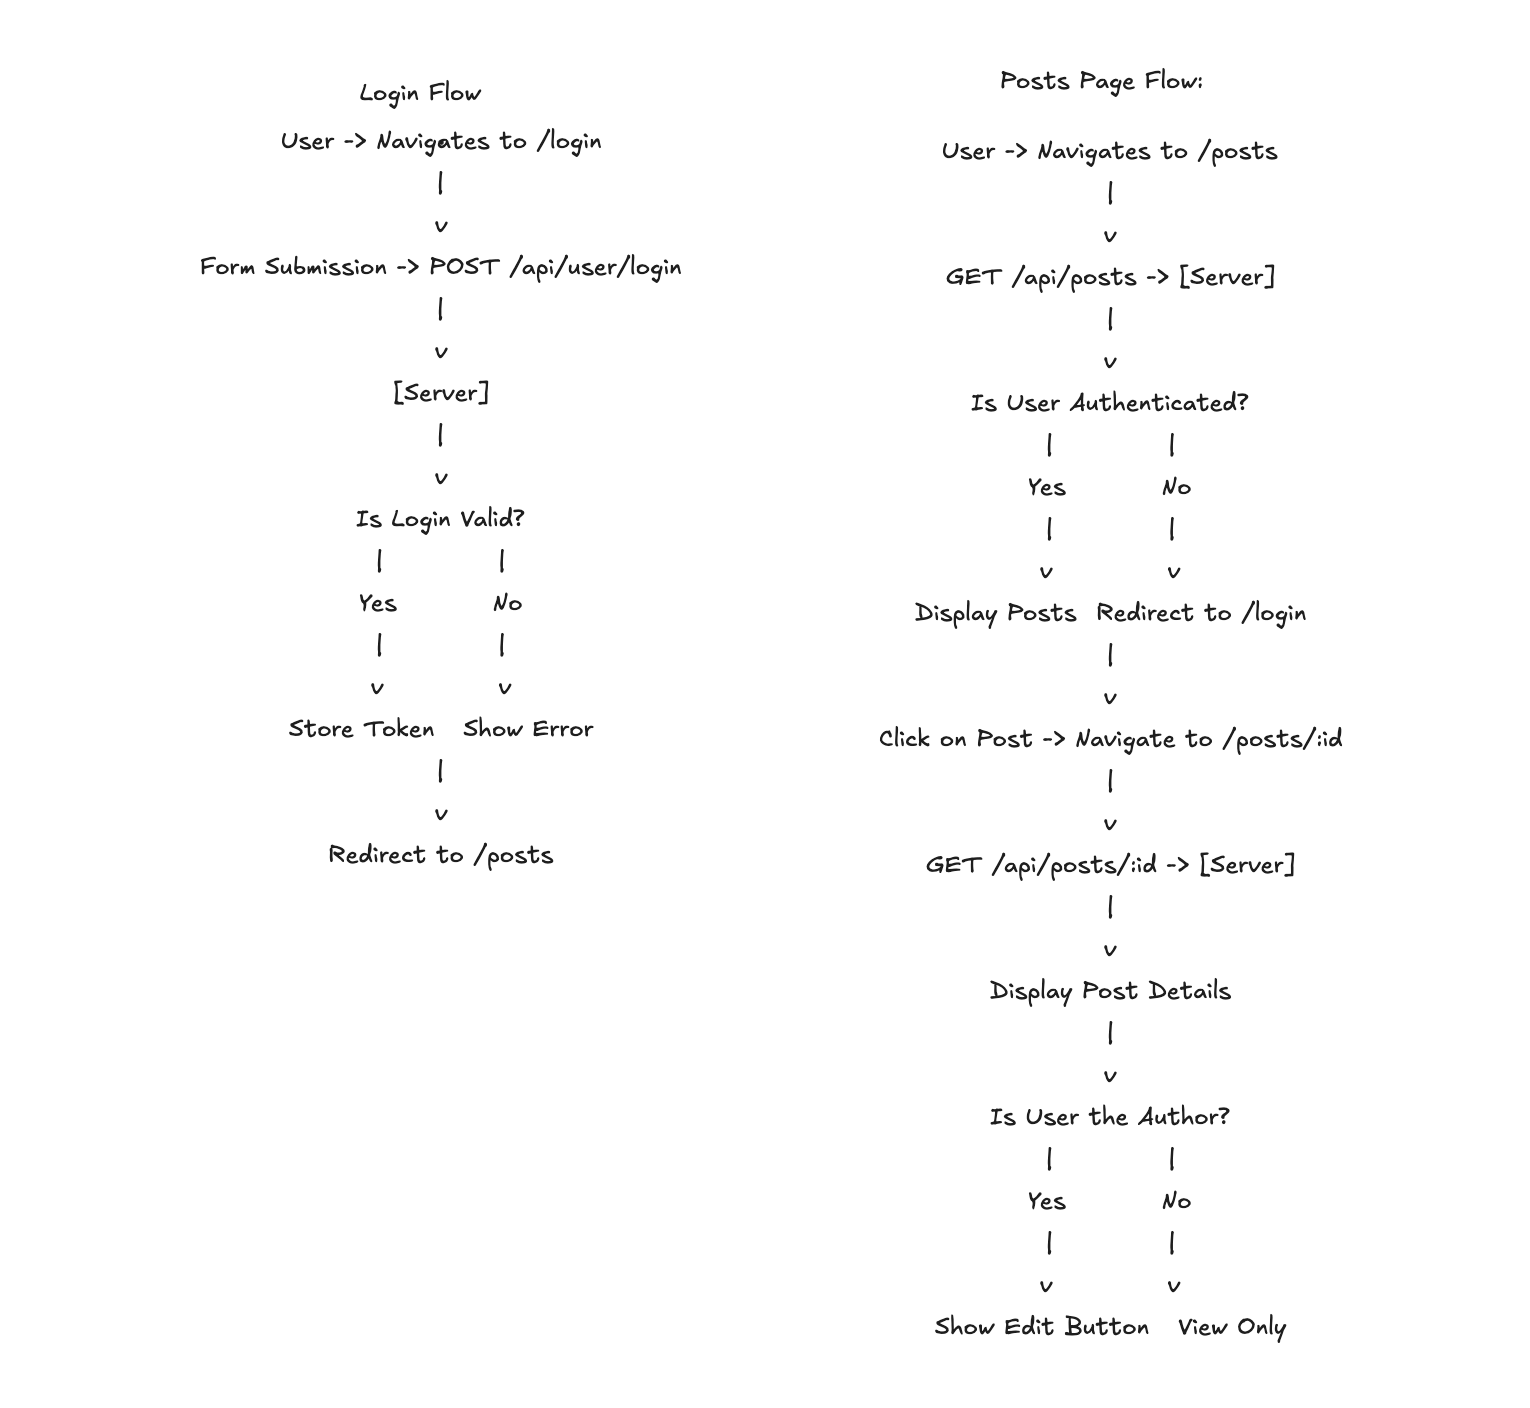 Login Flow
User -> Navigates to /login
|
v
Form Submission -> POST /api/user/login
|
v
[Server]
|
v
Is Login Valid?
| |
Yes No
| |
v v
Store Token Show Error
|
v
Redirect to /posts
Posts Page Flow:
User -> Navigates to /posts
|
v
GET /api/posts -> [Server]
|
v
Is User Authenticated?
| |
Yes No
| |
v v
Display Posts Redirect to /login
|
v
Click on Post -> Navigate to /posts/:id
|
v
GET /api/posts/:id -> [Server]
|
v
Display Post Details
|
v
Is User the Author?
| |
Yes No
| |
v v
Show Edit Button View Only